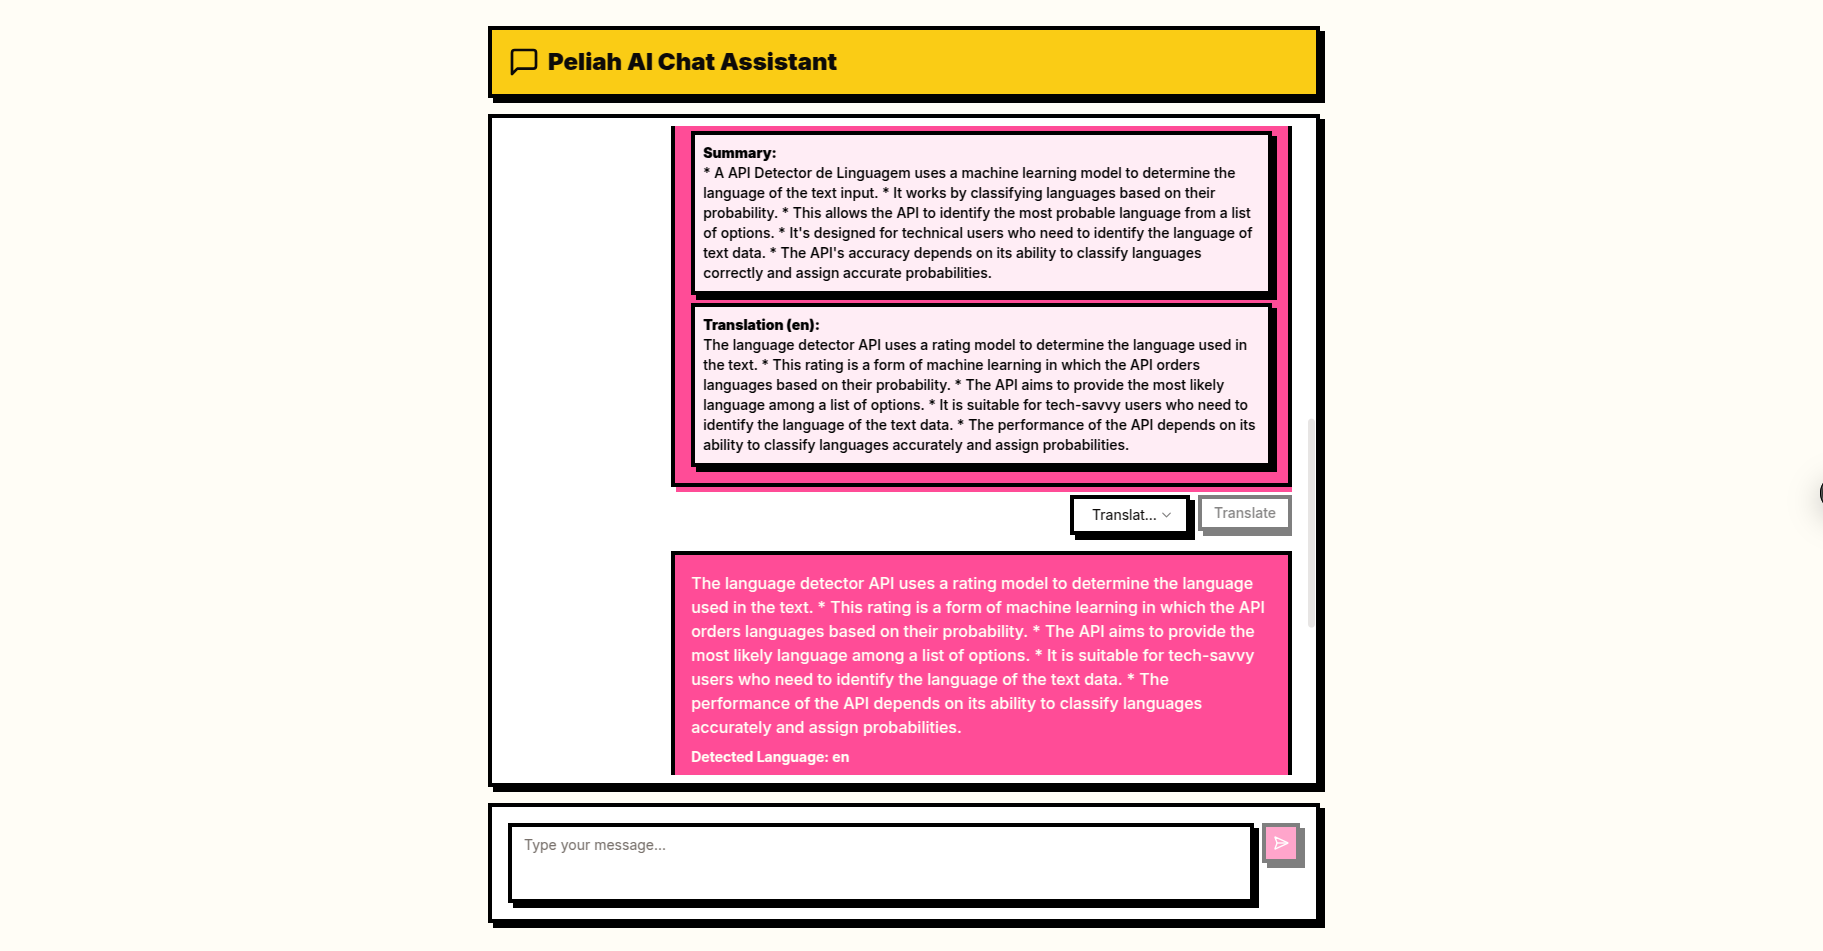 Peliah AI Chat Assistant
Summary:
* A API Detector de Linguagem uses a machine learning model to determine the
language of the text input. * It works by classifying languages based on their
probability. * This allows the API to identify the most probable language from a list
of options. * It's designed for technical users who need to identify the language of
text data. * The API's accuracy depends on its ability to classify languages
correctly and assign accurate probabilities.
Translation (en):
The language detector API uses a rating model to determine the language used in
the text. * This rating is a form of machine learning in which the API orders
languages based on their probability. * The API aims to provide the most likely
language among a list of options. * It is suitable for tech-savvy users who need to
identify the language of the text data. * The performance of the API depends on its
ability to classify languages accurately and assign probabilities.
Translat... Translate
The language detector API uses a rating model to determine the language
used in the text. * This rating is a form of machine learning in which the API
orders languages based on their probability. * The API aims to provide the
most likely language among a list of options. * It is suitable for tech-savvy
users who need to identify the language of the text data. * The
performance of the API depends on its ability to classify languages
accurately and assign probabilities.
Detected Language: en
Type your message...